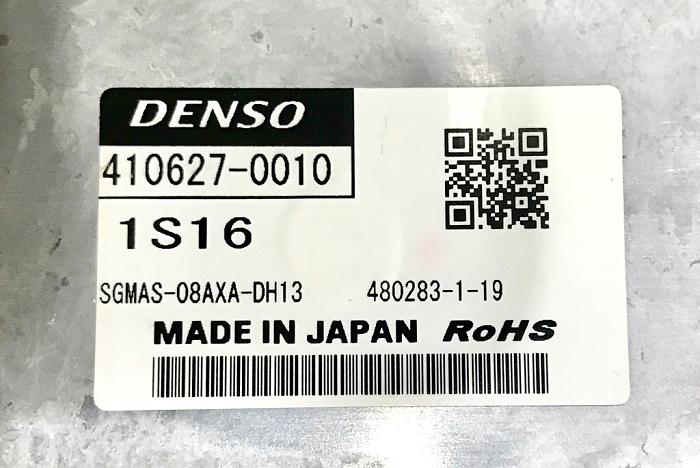 DENSO
410627-0010
1S16
SGMAS-08AXA-DH13 480283-1-19
MADE IN JAPAN RoHS